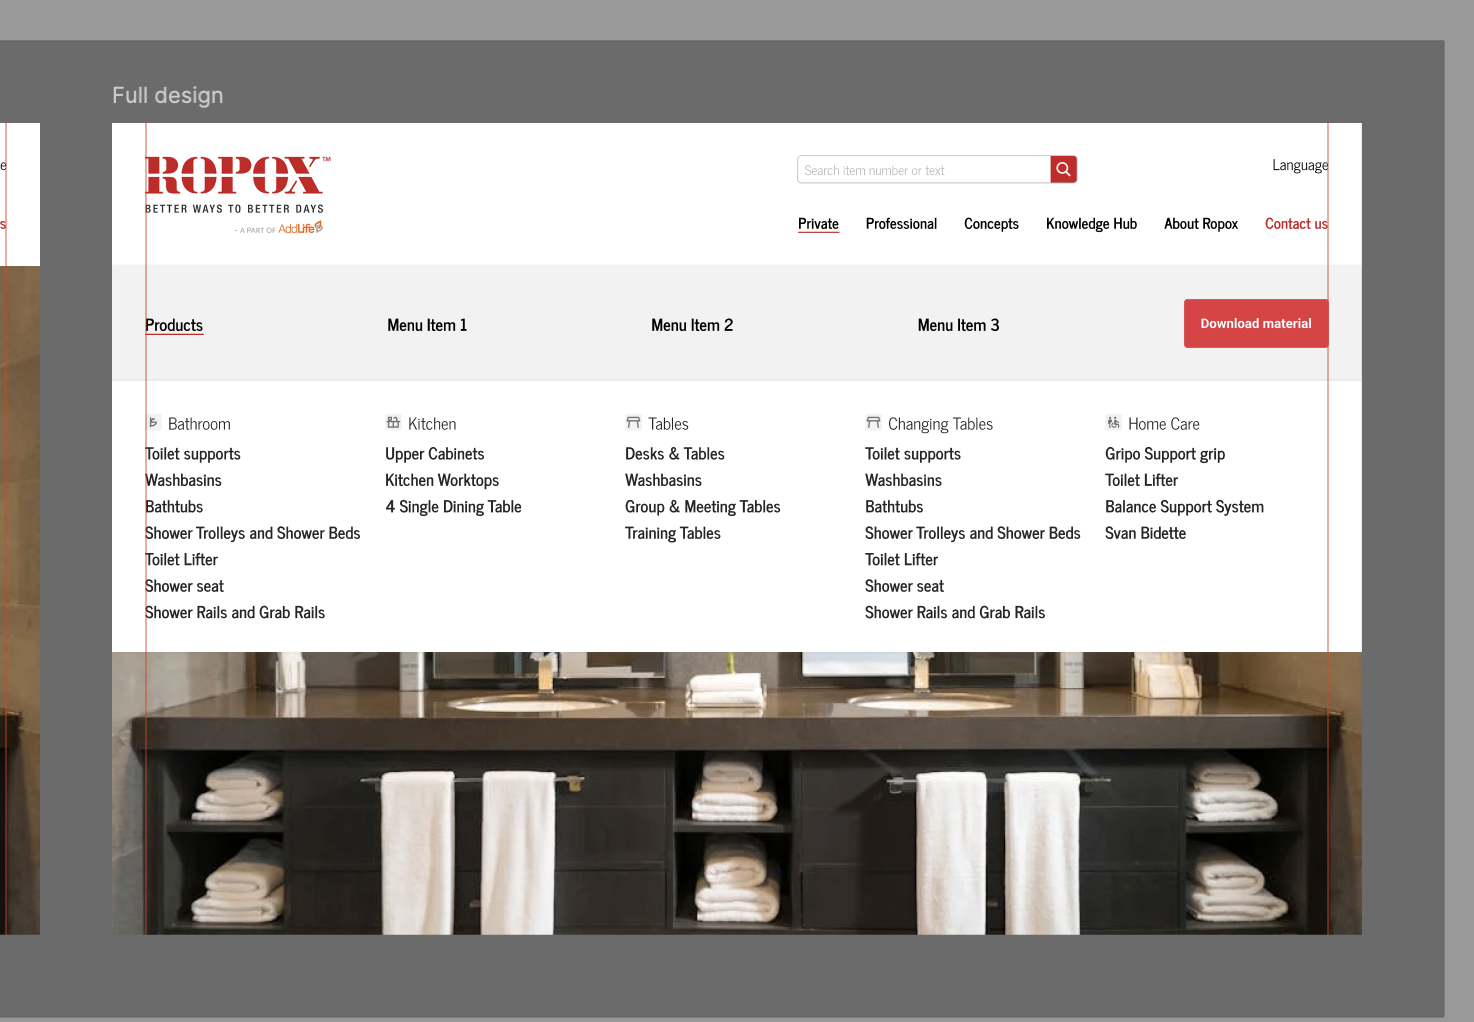 Full design
e
s
ROPOX™
BETTER WAYS TO BETTER DAYS
- A PART OF AddLife
Search item number or text
Language
Private Professional Concepts Knowledge Hub About Ropox Contact us
Products Menu Item 1 Menu Item 2 Menu Item 3 Download material
Bathroom
Toilet supports
Washbasins
Bathtubs
Shower Trolleys and Shower Beds
Toilet Lifter
Shower seat
Shower Rails and Grab Rails
Kitchen
Upper Cabinets
Kitchen Worktops
4 Single Dining Table
Tables
Desks & Tables
Washbasins
Group & Meeting Tables
Training Tables
Changing Tables
Toilet supports
Washbasins
Bathtubs
Shower Trolleys and Shower Beds
Toilet Lifter
Shower seat
Shower Rails and Grab Rails
Home Care
Gripo Support grip
Toilet Lifter
Balance Support System
Svan Bidette